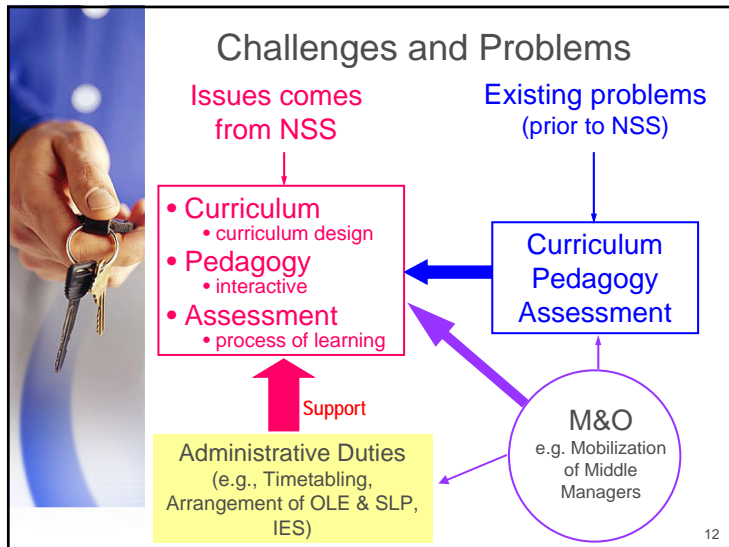 Challenges and Problems
Issues comes
from NSS
Existing problems
(prior to NSS)
• Curriculum
• curriculum design
• Pedagogy
• interactive
• Assessment
• process of learning
Curriculum
Pedagogy
Assessment
Support
Administrative Duties
(e.g., Timetabling,
Arrangement of OLE & SLP,
IES)
M&O
e.g. Mobilization
of Middle
Managers
12